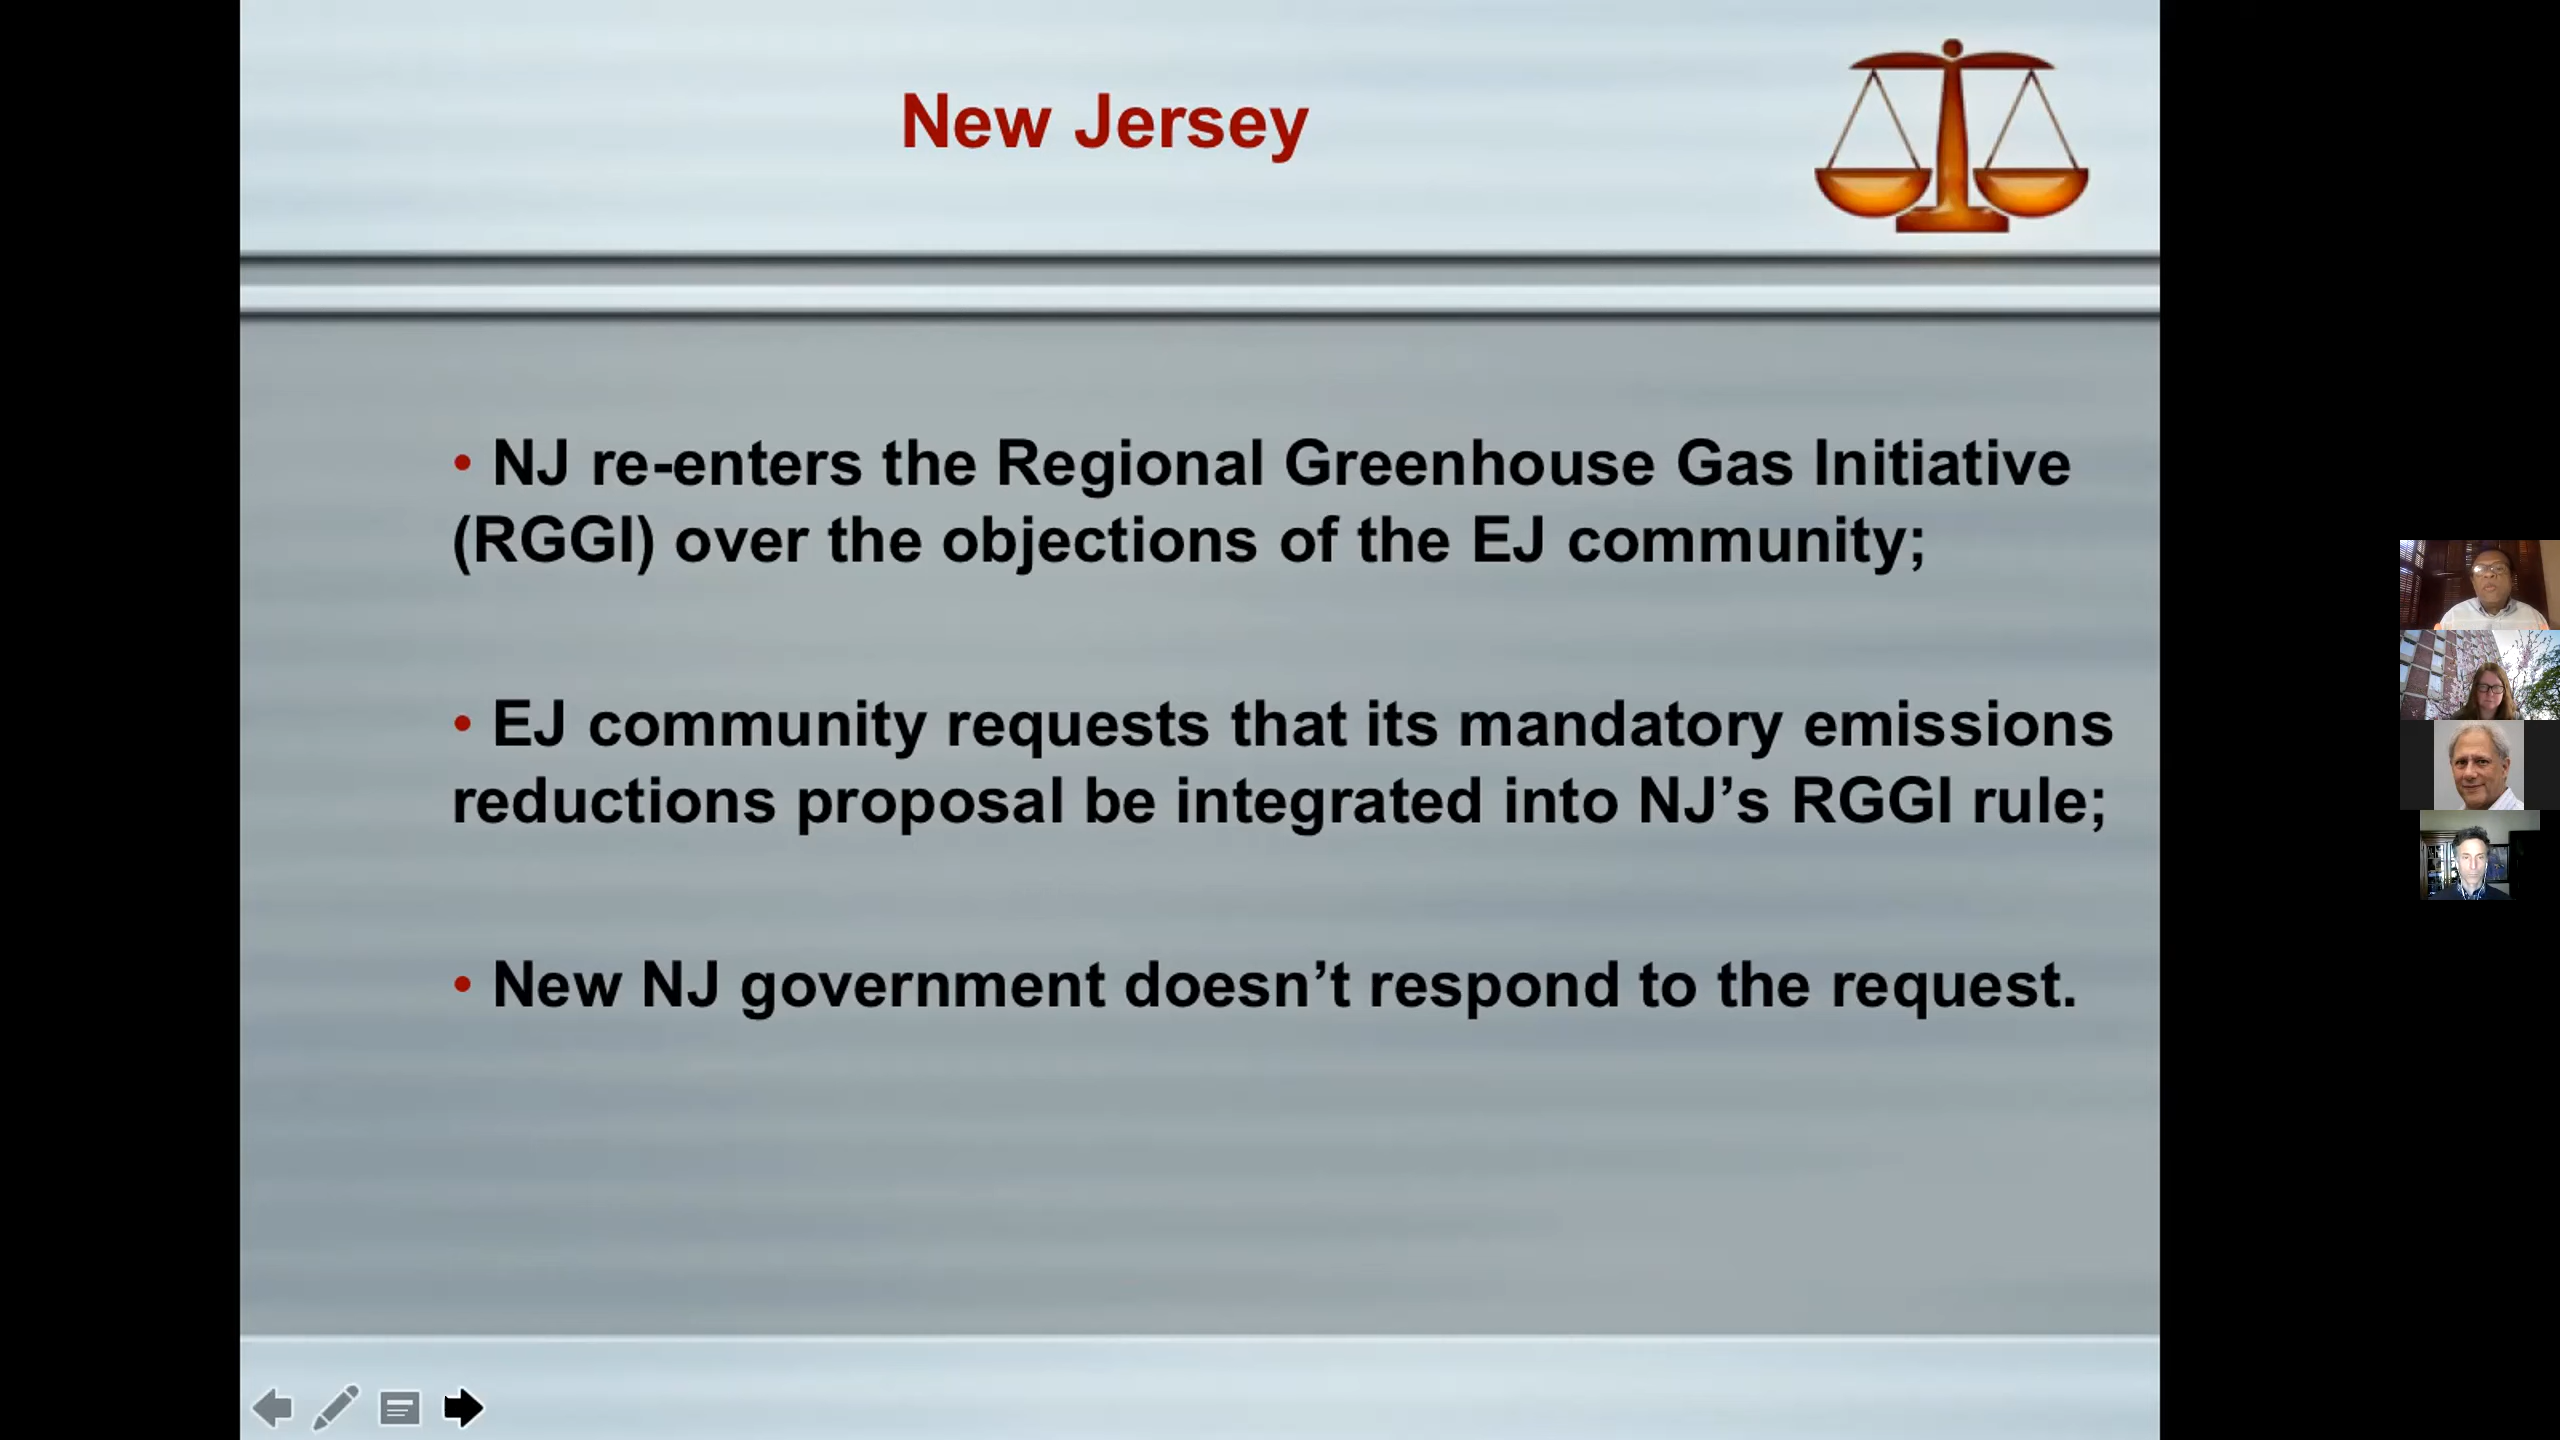 New Jersey
• NJ re-enters the Regional Greenhouse Gas Initiative
(RGGI) over the objections of the EJ community;
• EJ community requests that its mandatory emissions
reductions proposal be integrated into NJ’s RGGI rule;
• New NJ government doesn’t respond to the request.